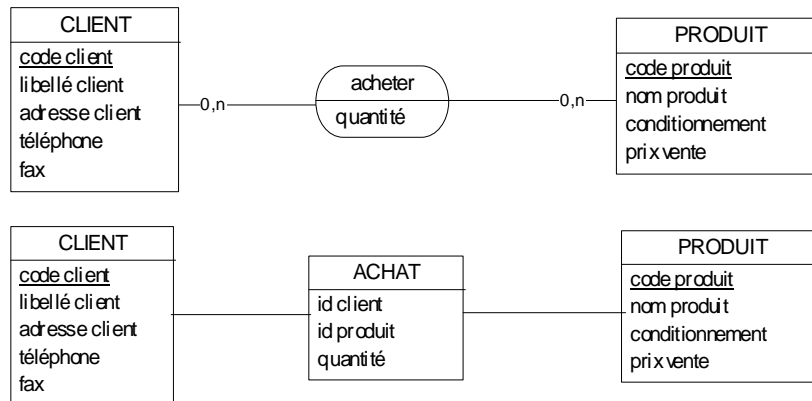 CLIENT
code client
libellé client
adresse client
téléphone
fax
0,n
acheter
quantité
0,n
PRODUIT
code produit
nom produit
conditionnement
prix vente
CLIENT
code client
libellé client
adresse client
téléphone
fax
ACHAT
id client
id produit
quantité
PRODUIT
code produit
nom produit
conditionnement
prix vente